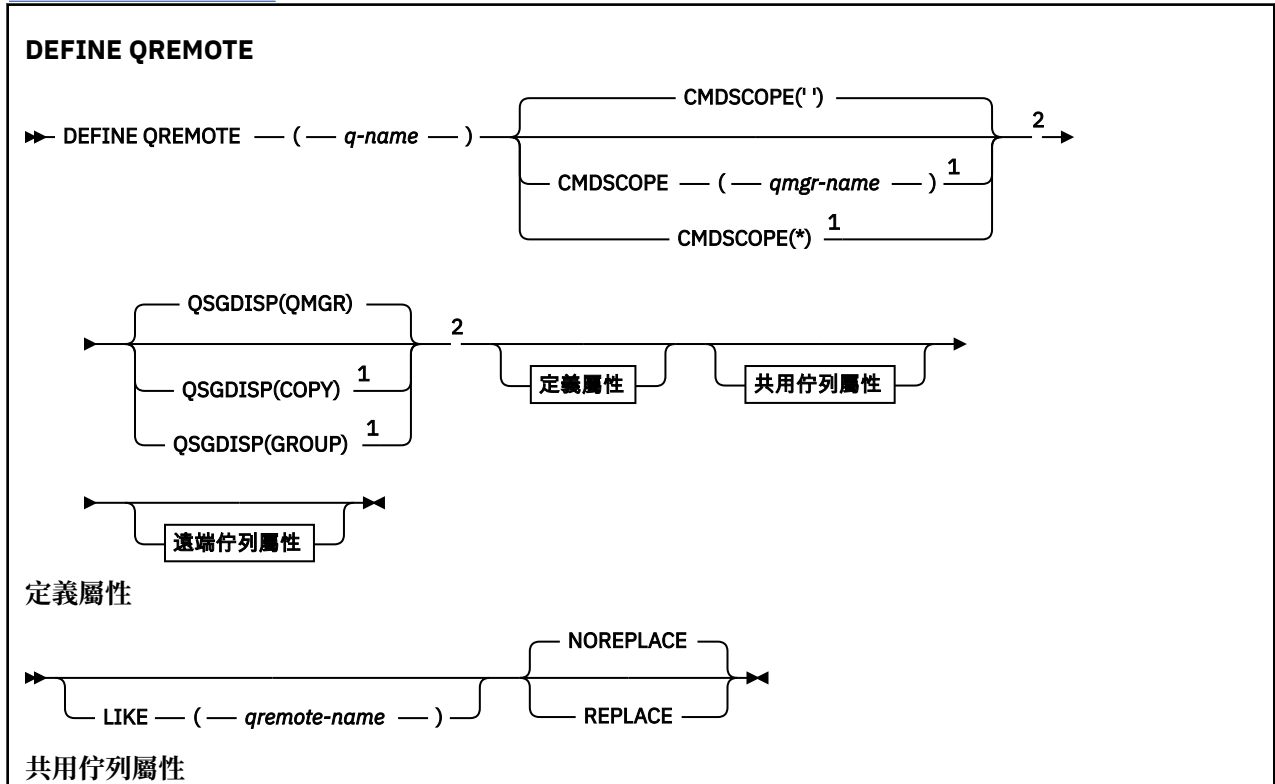 DEFINE QREMOTE
CMDSCOPE(' ')
DEFINE QREMOTE ( q-name ) 2
CMDSCOPE ( qmgr-name ) 1
CMDSCOPE(*) 1
QSGDISP(QMGR)
2
QSGDISP(COPY) 1
定義屬性 共用佇列屬性
QSGDISP(GROUP) 1
遠端佇列屬性
定義屬性
NOREPLACE
LIKE ( qremote-name ) REPLACE
共用佇列屬性